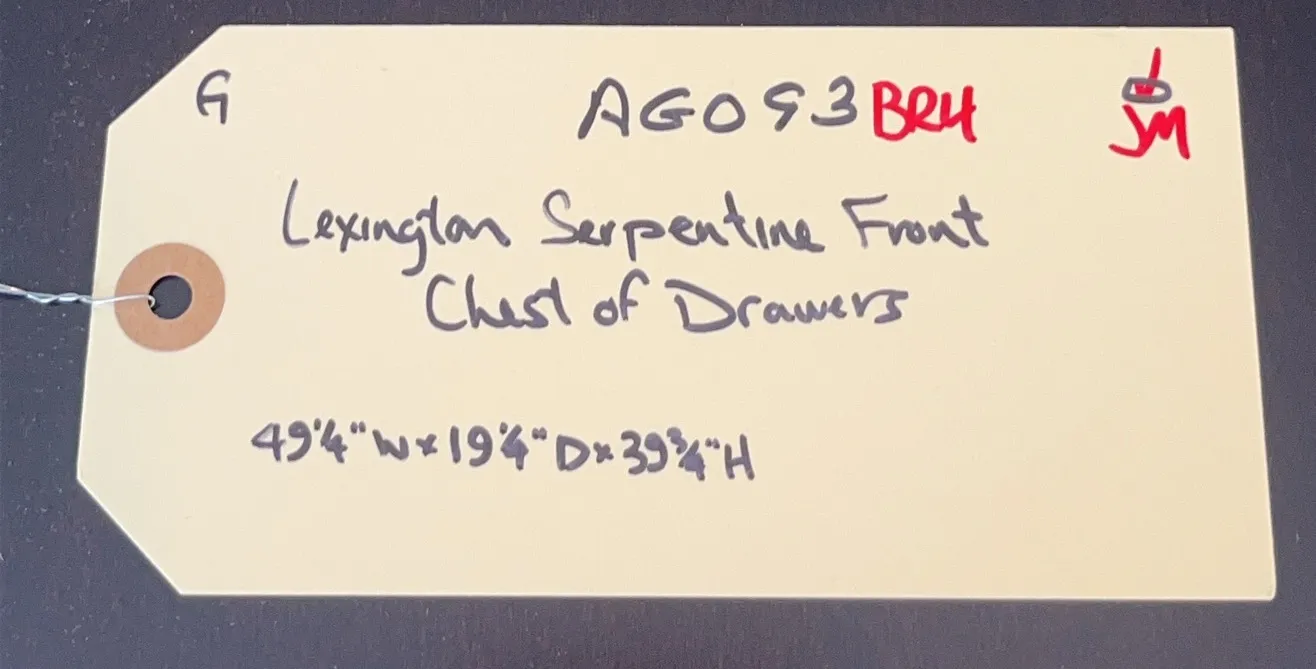 G
AG093 BRH
JM
Lexington Serpentine Front
Chest of Drawers
49¼" W x 19¼" D x 39¾" H